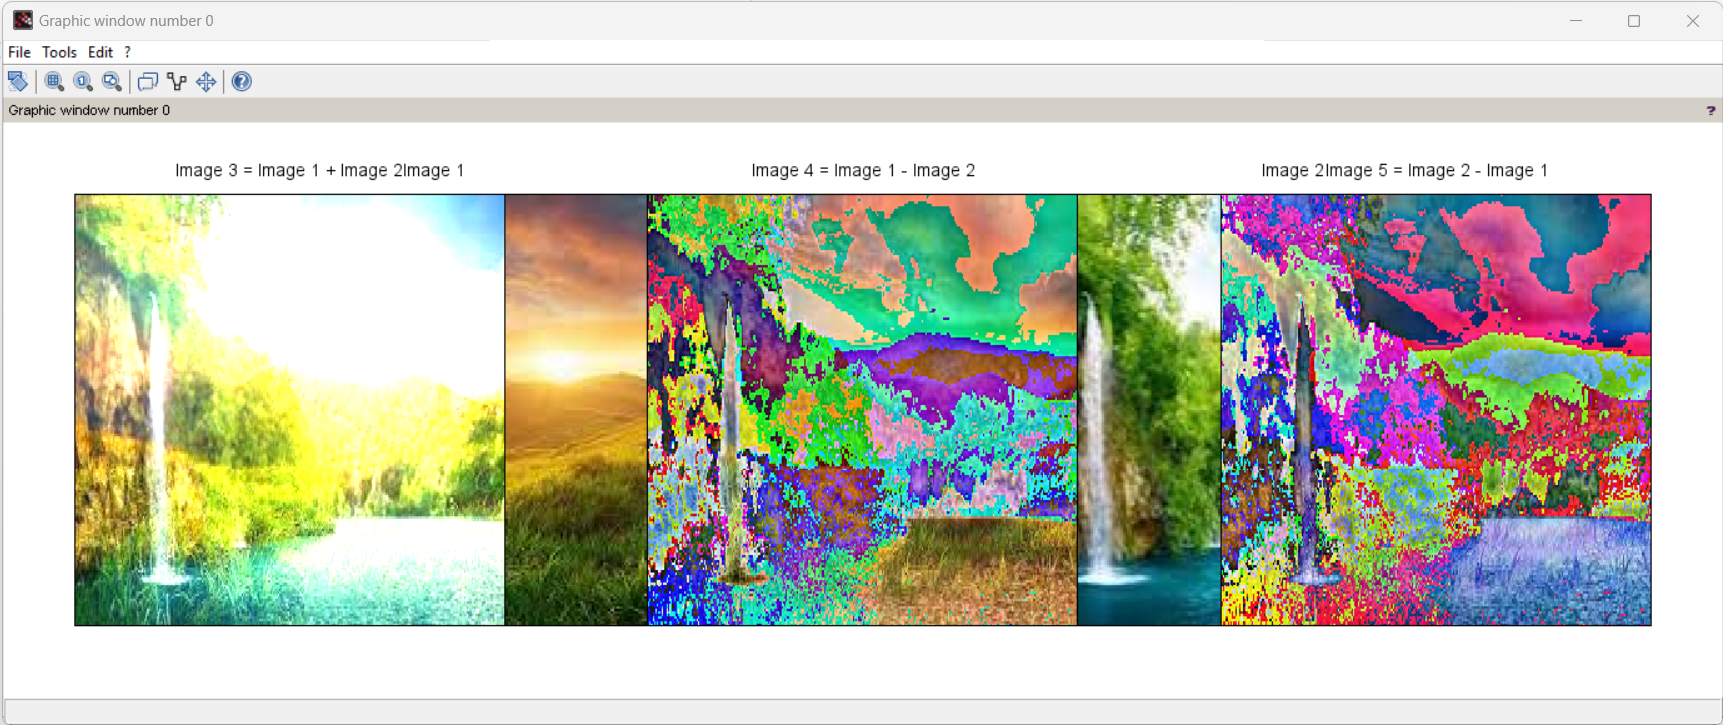 Graphic window number 0
File Tools Edit ?
Graphic window number 0 ?
Image 3 = Image 1 + Image 2Image 1 Image 4 = Image 1 - Image 2 Image 2Image 5 = Image 2 - Image 1